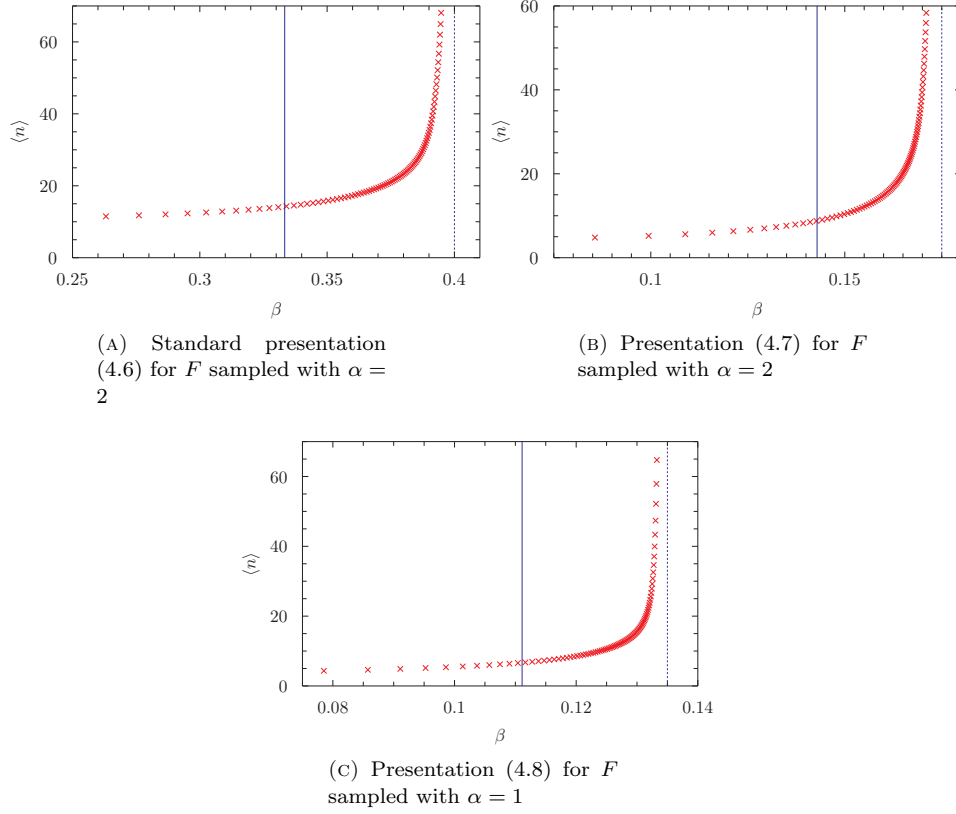 60
40
20
0
⟨n⟩
0.25
0.3
0.35
0.4
β
(A) Standard presentation
(4.6) for F sampled with α =
2
60
40
20
0
⟨n⟩
0.1
0.15
β
(B) Presentation (4.7) for F
sampled with α = 2
60
40
20
0
⟨n⟩
0.08
0.1
0.12
0.14
β
(C) Presentation (4.8) for F
sampled with α = 1